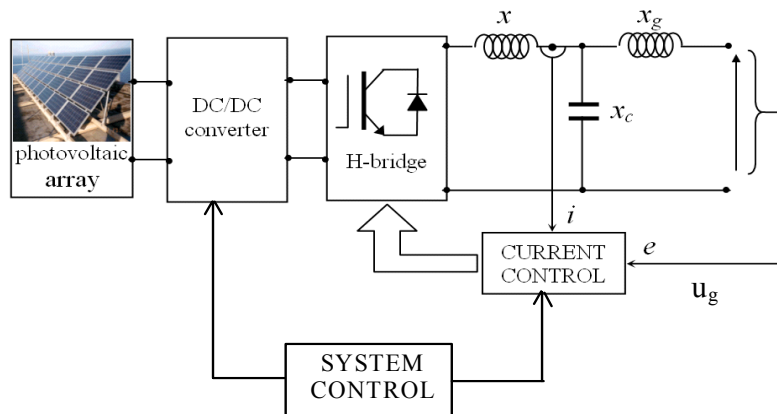 x
x_g
DC/DC
converter
x_c
photovoltaic
array
H-bridge
i
CURRENT
CONTROL
e
u_g
SYSTEM
CONTROL